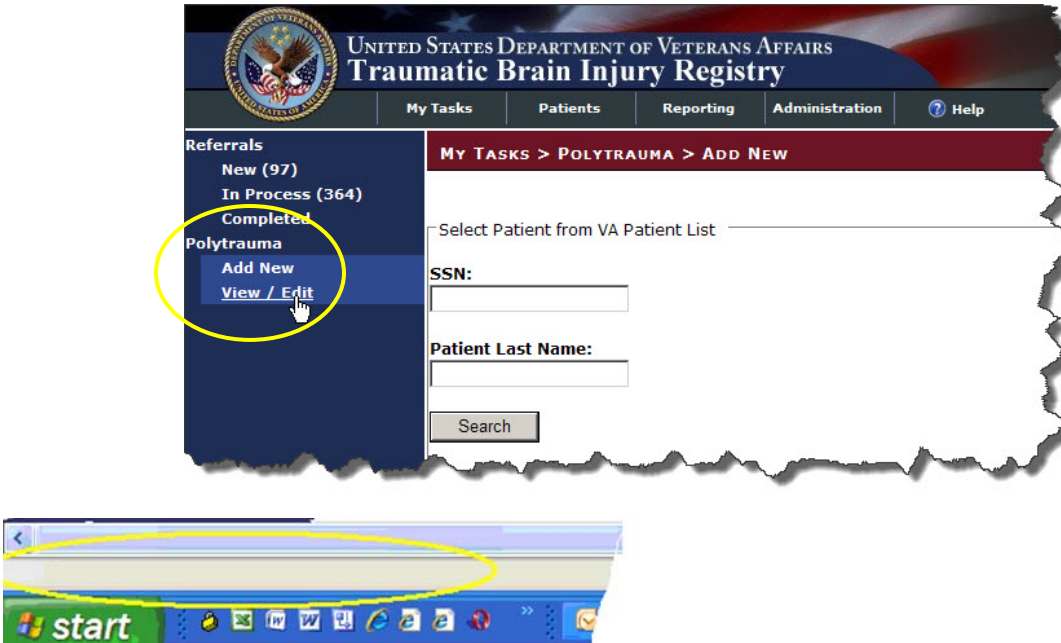 UNITED STATES DEPARTMENT OF VETERANS AFFAIRS
Traumatic Brain Injury Registry
My Tasks Patients Reporting Administration ? Help
Referrals
New (97)
In Process (364)
Completed
Polytrauma
Add New
View / Edit
MY TASKS > POLYTRAUMA > ADD NEW
Select Patient from VA Patient List
SSN:
Patient Last Name:
Search
start